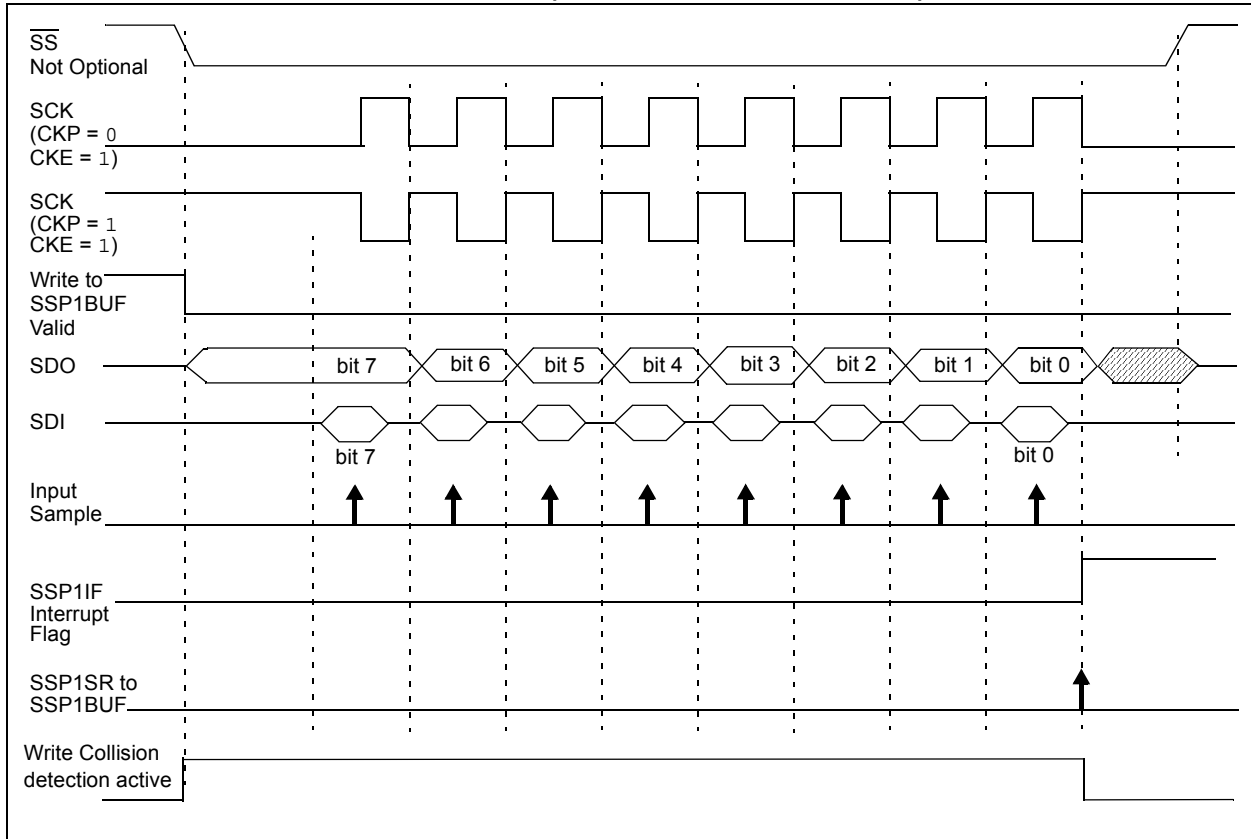 SS
Not Optional
SCK
(CKP = 0
CKE = 1)
SCK
(CKP = 1
CKE = 1)
Write to
SSP1BUF
Valid
SDO
bit 7
bit 6
bit 5
bit 4
bit 3
bit 2
bit 1
bit 0
SDI
bit 7
bit 0
Input
Sample
SSP1IF
Interrupt
Flag
SSP1SR to
SSP1BUF
Write Collision
detection active